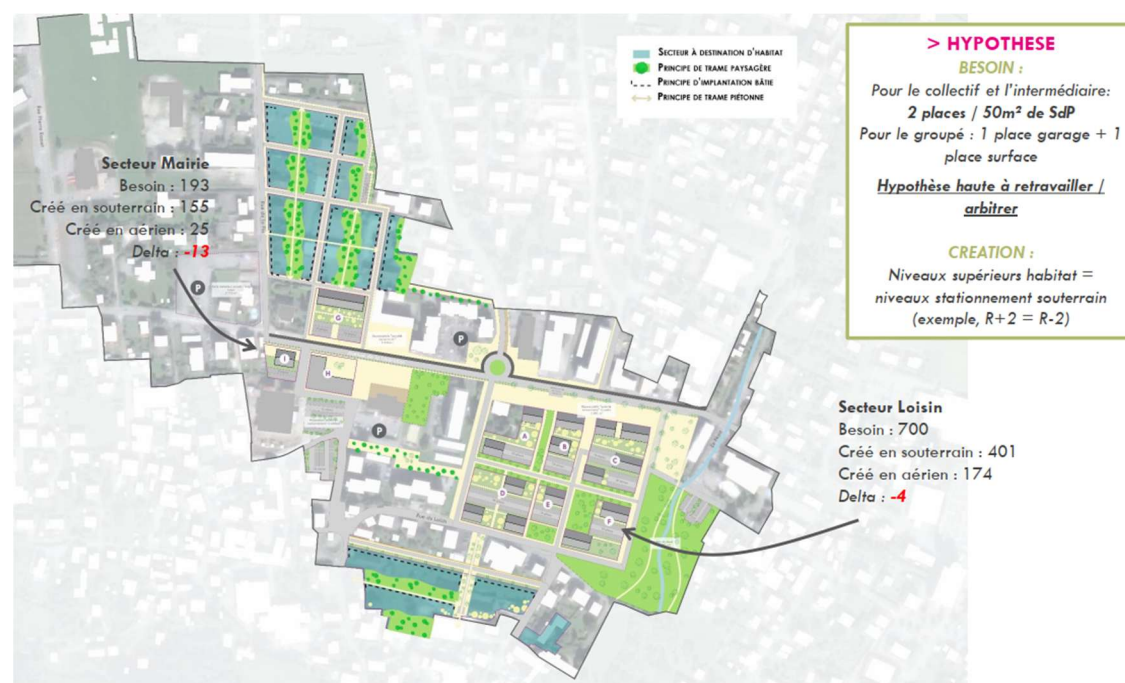 SECTEUR À DESTINATION D'HABITAT
PRINCIPE DE TRAME PAYSAGÈRE
PRINCIPE D'IMPLANTATION BÂTIE
PRINCIPE DE TRAME PIÉTONNE
> HYPOTHESE
BESOIN :
Pour le collectif et l'intermédiaire:
2 places / 50m² de SdP
Pour le groupé : 1 place garage + 1
place surface
Hypothèse haute à retravailler /
arbitrer
CREATION :
Niveaux supérieurs habitat =
niveaux stationnement souterrain
(exemple, R+2 = R-2)
Secteur Mairie
Besoin : 193
Créé en souterrain : 155
Créé en aérien : 25
Delta : -13
P
G
P
I
H
P
A
B
C
D
E
F
Secteur Loisin
Besoin : 700
Créé en souterrain : 401
Créé en aérien : 174
Delta : -4